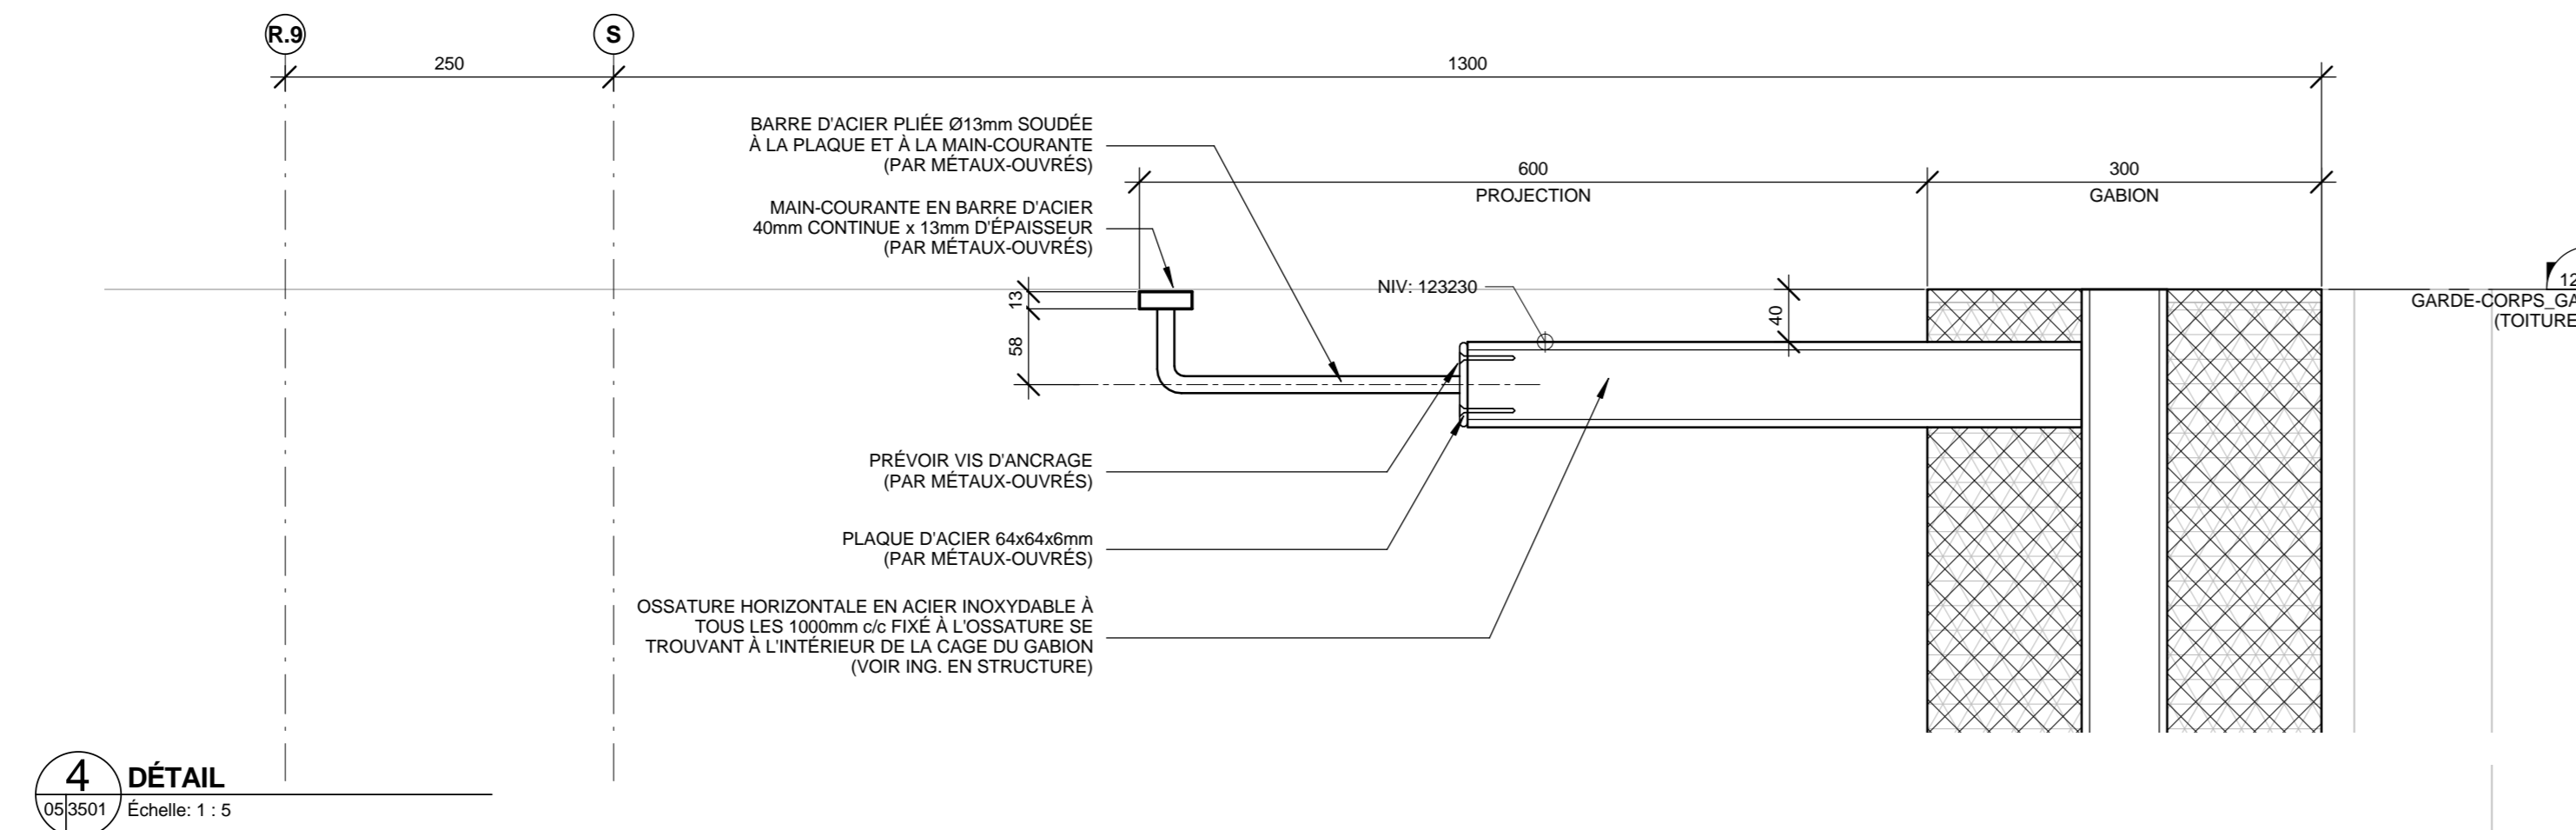 R.9
S
250
1300
BARRE D'ACIER PLIÉE Ø13mm SOUDÉE
À LA PLAQUE ET À LA MAIN-COURANTE
(PAR MÉTAUX-OUVRÉS)
600
PROJECTION
300
GABION
MAIN-COURANTE EN BARRE D'ACIER
40mm CONTINUE x 13mm D'ÉPAISSEUR
(PAR MÉTAUX-OUVRÉS)
13
58
NIV: 123230
40
12
GARDE-CORPS_GA
(TOITURE
PRÉVOIR VIS D'ANCRAGE
(PAR MÉTAUX-OUVRÉS)
PLAQUE D'ACIER 64x64x6mm
(PAR MÉTAUX-OUVRÉS)
OSSATURE HORIZONTALE EN ACIER INOXYDABLE À
TOUS LES 1000mm c/c FIXÉ À L'OSSATURE SE
TROUVANT À L'INTÉRIEUR DE LA CAGE DU GABION
(VOIR ING. EN STRUCTURE)
4
DÉTAIL
05 3501
Échelle: 1 : 5